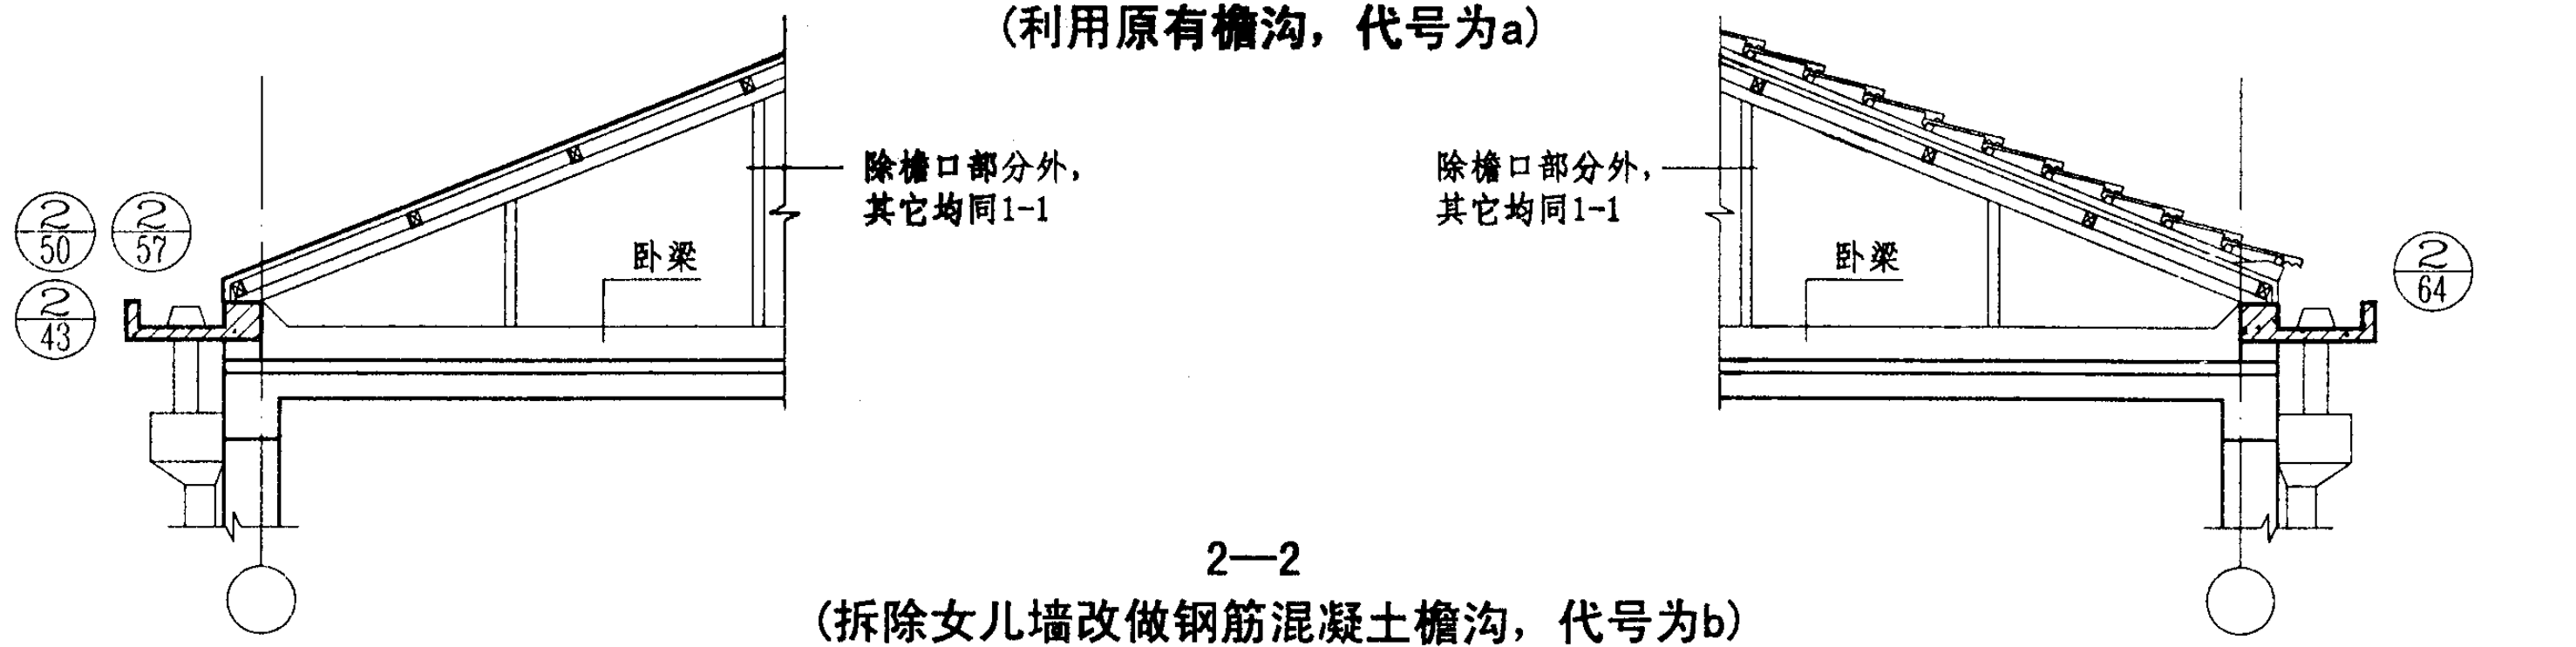 (利用原有檐沟，代号为a)
除檐口部分外，
其它均同1-1
除檐口部分外，
其它均同1-1
2
50
2
57
卧梁
卧梁
2
64
2
43
2—2
(拆除女儿墙改做钢筋混凝土檐沟，代号为b)